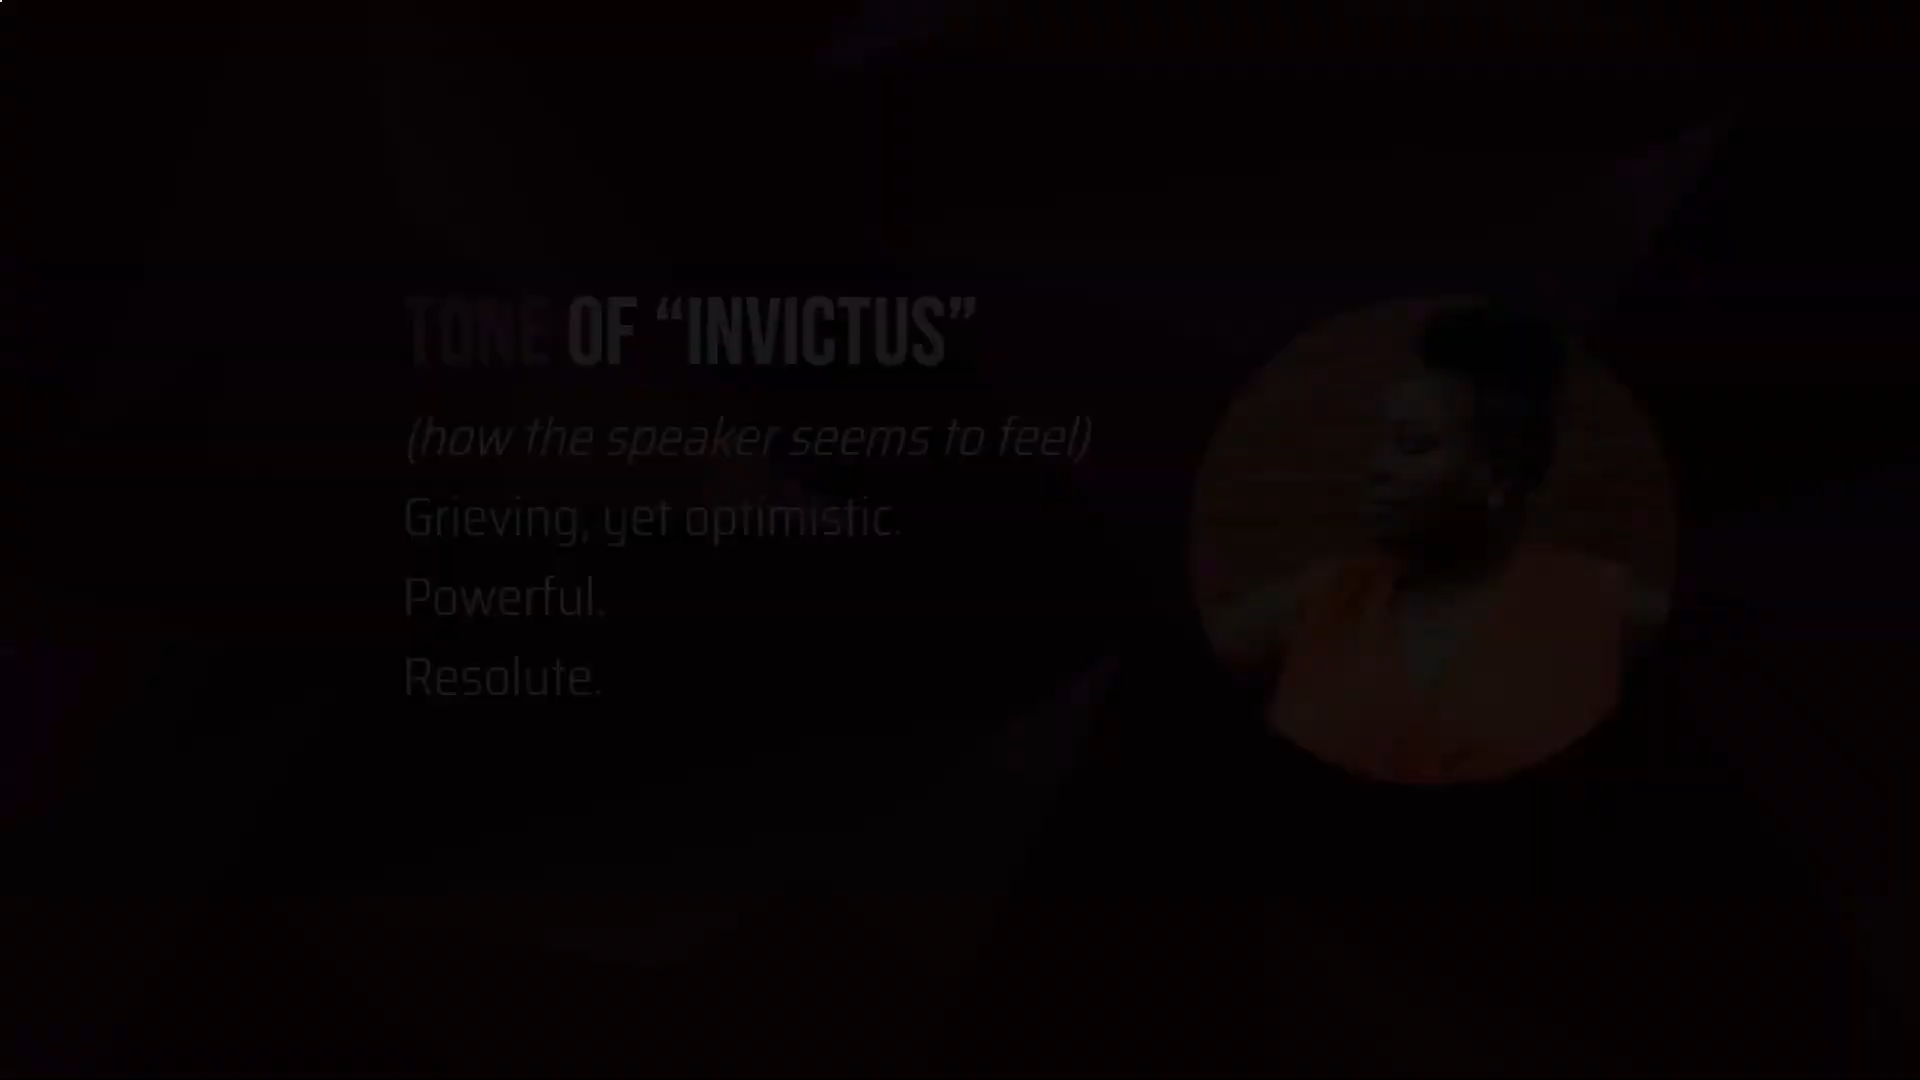 TONE OF “INVICTUS”
(how the speaker seems to feel)
Grieving, yet optimistic.
Powerful.
Resolute.